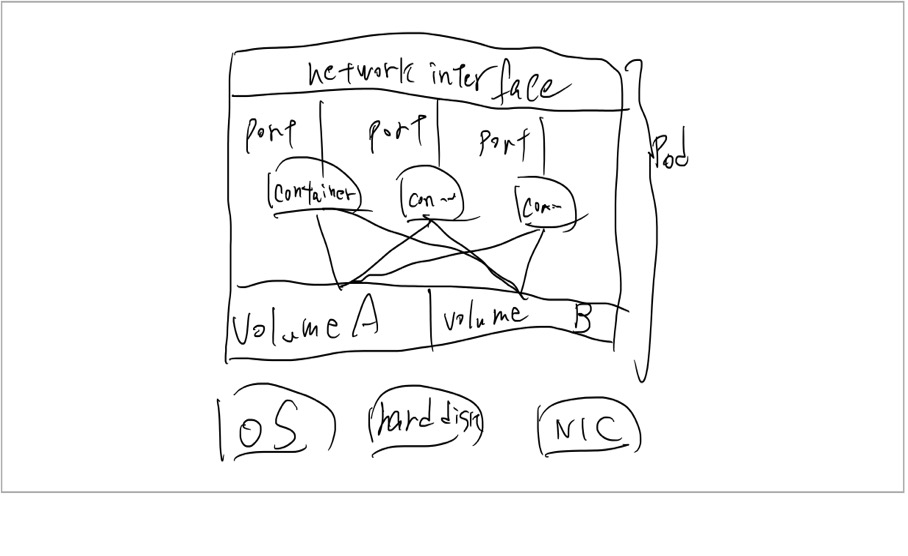 network interface
port port port
Pod
container con~ con~
Volume A volume B
OS hard disk NIC